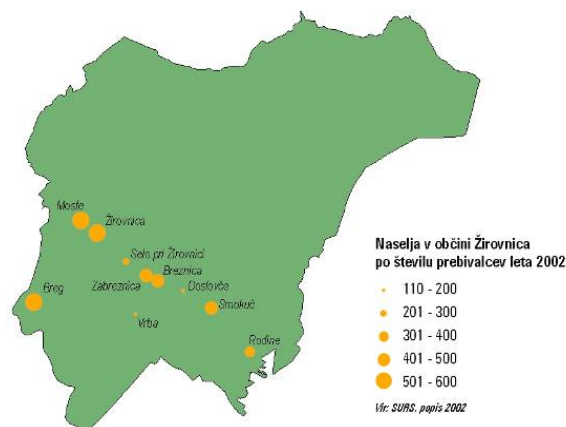 Moste
Žirovnica
Selo pri Žirovnici
Breznica
Zabreznica
Doslovče
Breg
Smokuč
Vrba
Rodine
Naselja v občini Žirovnica
po številu prebivalcev leta 2002
110 - 200
201 - 300
301 - 400
401 - 500
501 - 600
Vir: SURS, popis 2002